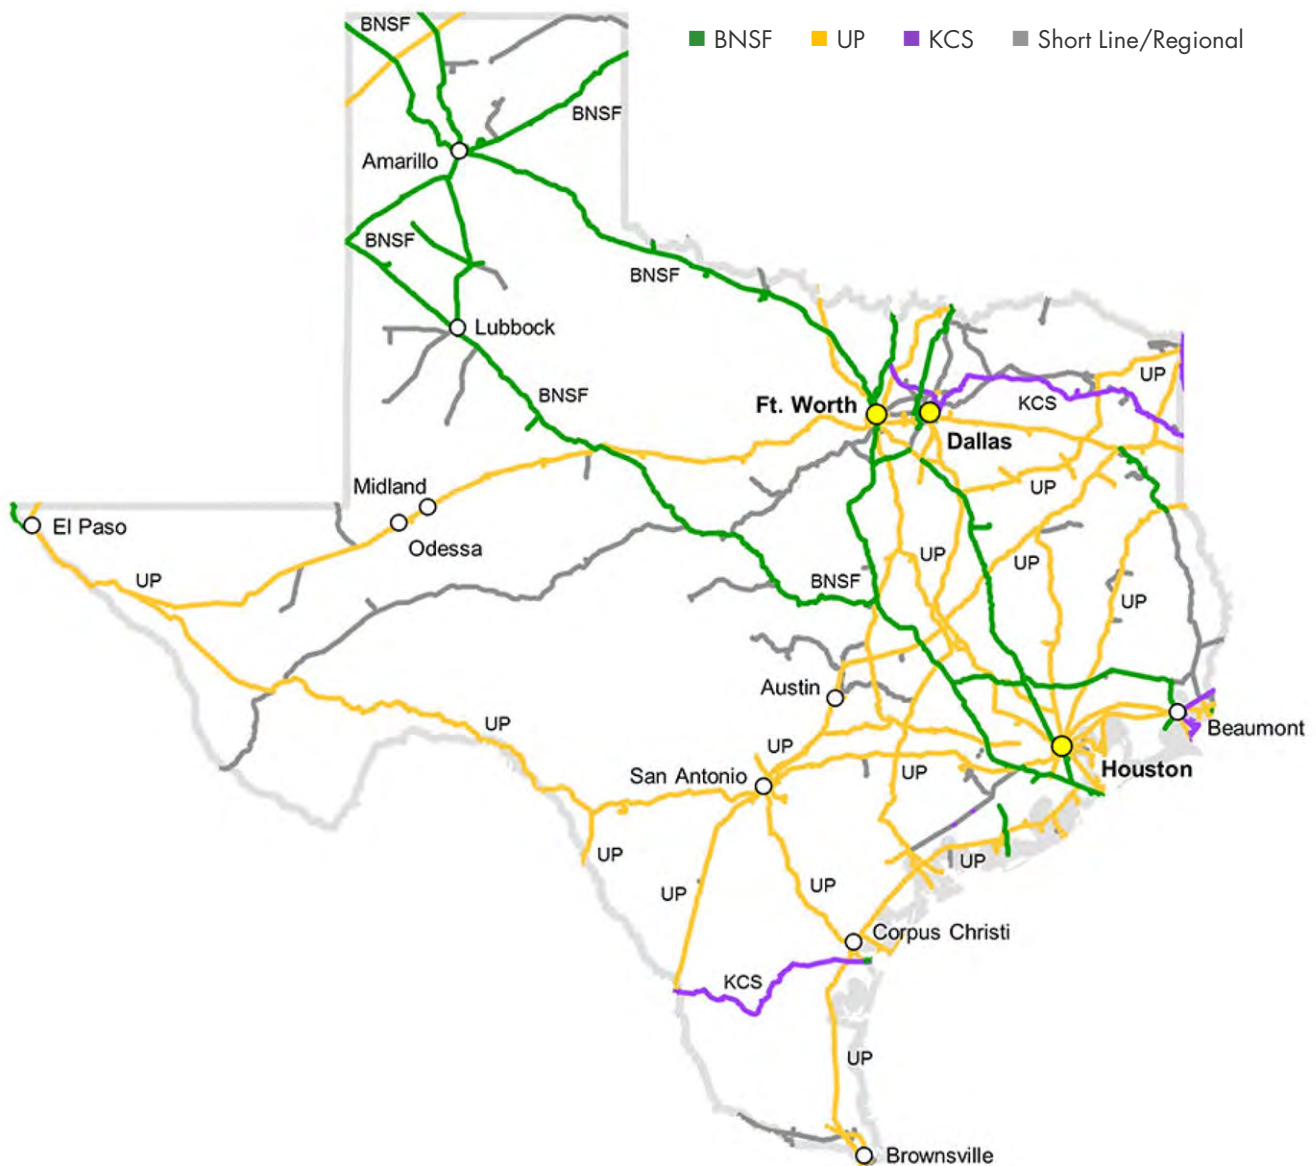 BNSF
BNSF UP KCS Short Line/Regional
BNSF
Amarillo
BNSF
BNSF
Lubbock
UP
BNSF
KCS
Ft. Worth
Dallas
Midland
UP
El Paso
Odessa
UP
UP
UP
BNSF
UP
Austin
UP
Beaumont
UP
San Antonio
UP
Houston
UP
UP
UP
UP
Corpus Christi
KCS
UP
Brownsville